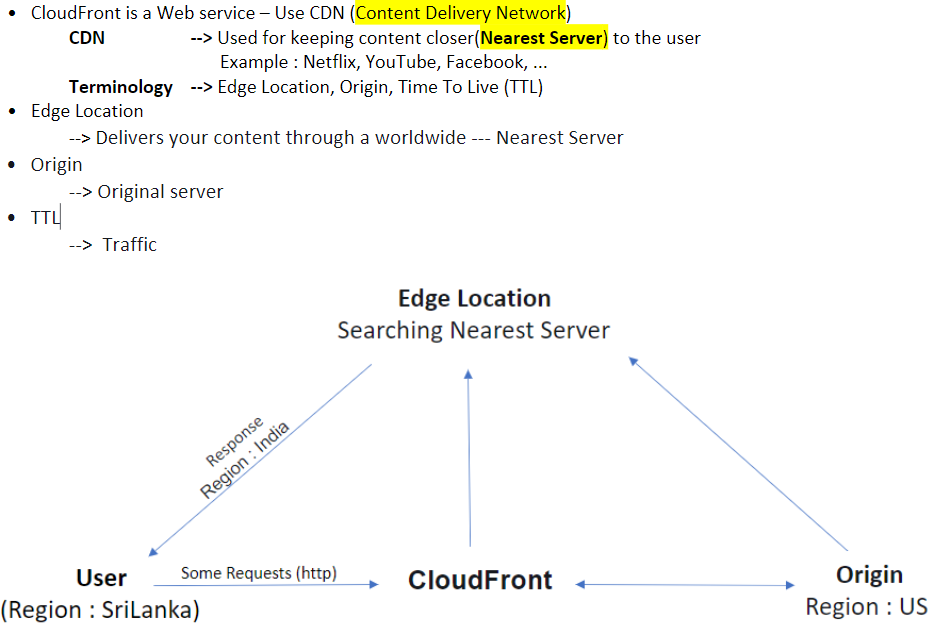 • CloudFront is a Web service – Use CDN (Content Delivery Network)
CDN --> Used for keeping content closer(Nearest Server) to the user
Example : Netflix, YouTube, Facebook, ...
Terminology --> Edge Location, Origin, Time To Live (TTL)
• Edge Location
--> Delivers your content through a worldwide --- Nearest Server
• Origin
--> Original server
• TTL
--> Traffic
Edge Location
Searching Nearest Server
Response
Region : India
User
(Region : SriLanka)
Some Requests (http)
CloudFront
Origin
Region : US